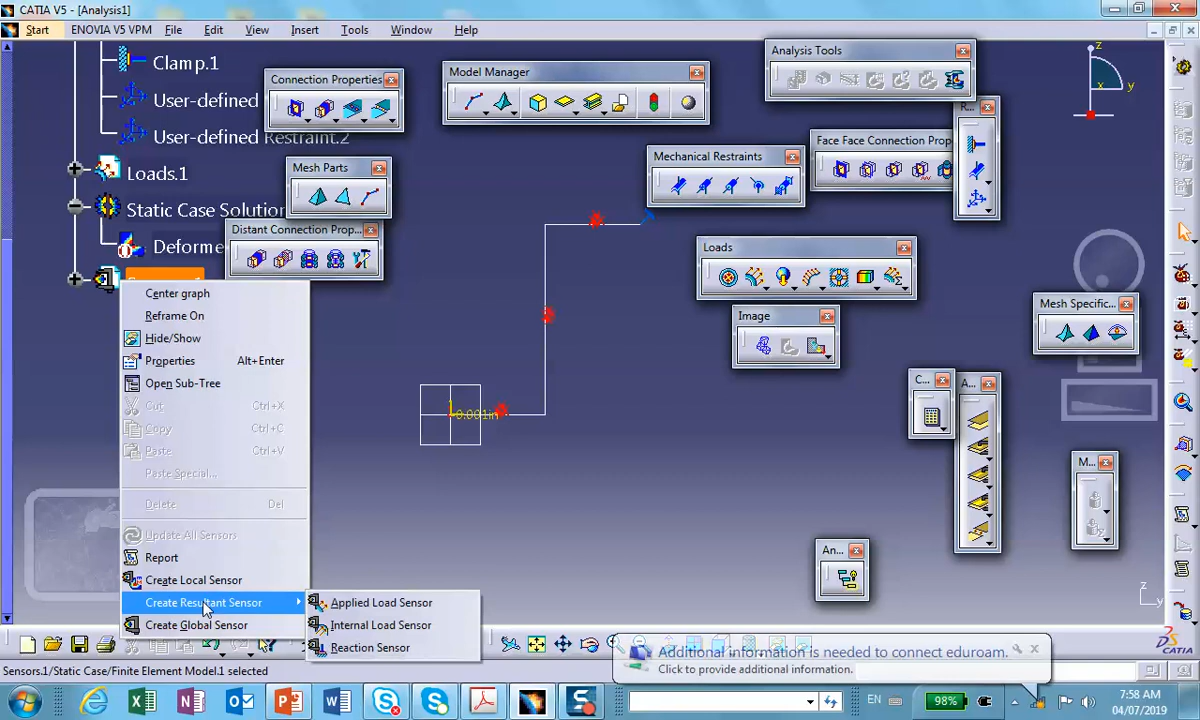 CATIA V5 - [Analysis1]
Start ENOVIA V5 VPM File Edit View Insert Tools Window Help
Clamp.1
User-defined
User-defined Restraint.2
Loads.1
Static Case Solution
Deforme
Connection Properties
Model Manager
Analysis Tools
R...
Mesh Parts
Mechanical Restraints
Face Face Connection Prop
Distant Connection Prop...
Loads
Image
Mesh Specific...
C...
A...
M...
An...
0.001in
z
y
x
z
y
Center graph
Reframe On
Hide/Show
Properties Alt+Enter
Open Sub-Tree
Cut Ctrl+X
Copy Ctrl+C
Paste Ctrl+V
Paste Special...
Delete Del
Update All Sensors
Report
Create Local Sensor
Create Resultant Sensor
Create Global Sensor
Applied Load Sensor
Internal Load Sensor
Reaction Sensor
Additional information is needed to connect eduroam.
Click to provide additional information.
Sensors.1/Static Case/Finite Element Model.1 selected
CATIA
EN
98%
7:58 AM
04/07/2019